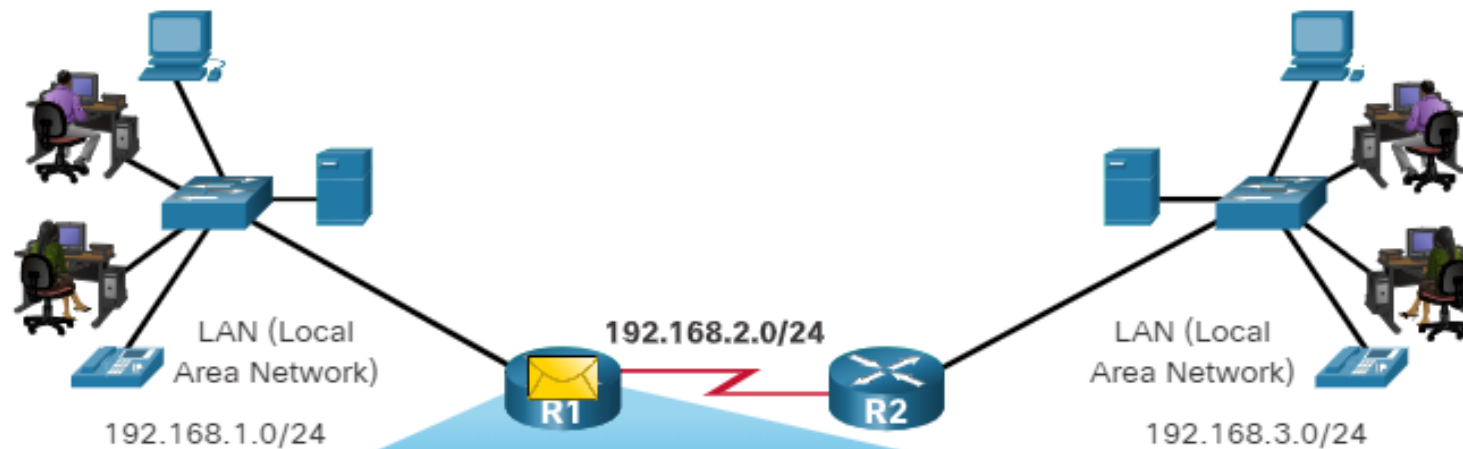 LAN (Local
Area Network)
192.168.1.0/24
R1
192.168.2.0/24
R2
LAN (Local
Area Network)
192.168.3.0/24